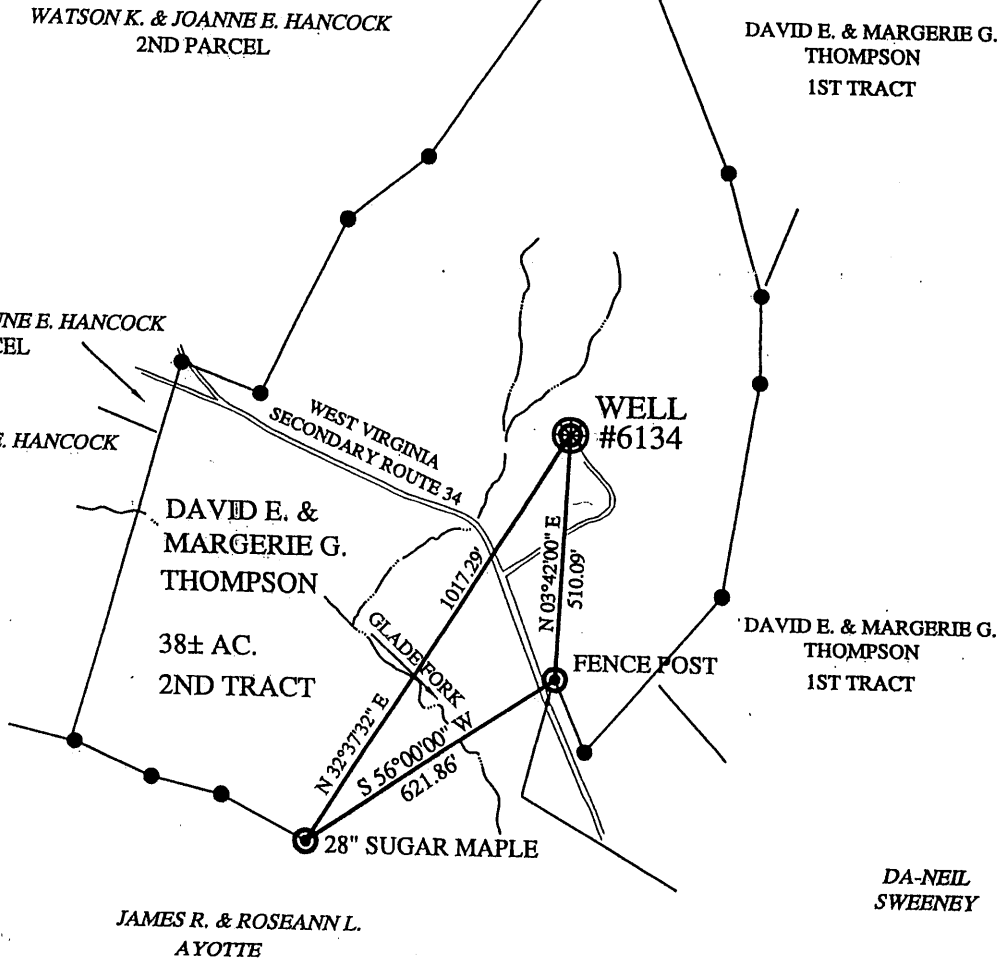 WATSON K. & JOANNE E. HANCOCK
2ND PARCEL
DAVID E. & MARGERIE G.
THOMPSON
1ST TRACT
E. HANCOCK
WEST VIRGINIA
SECONDARY ROUTE 34
WELL
#6134
E. HANCOCK
DAVID E. &
MARGERIE G.
THOMPSON
38± AC.
2ND TRACT
1017.29'
N 32°37'32" E
N 03°42'00" E
510.09'
GLADE FORK
FENCE POST
S 56°00'00" W
621.86'
28" SUGAR MAPLE
DAVID E. & MARGERIE G.
THOMPSON
1ST TRACT
DA-NEIL
SWEENEY
JAMES R. & ROSEANN L.
AYOTTE